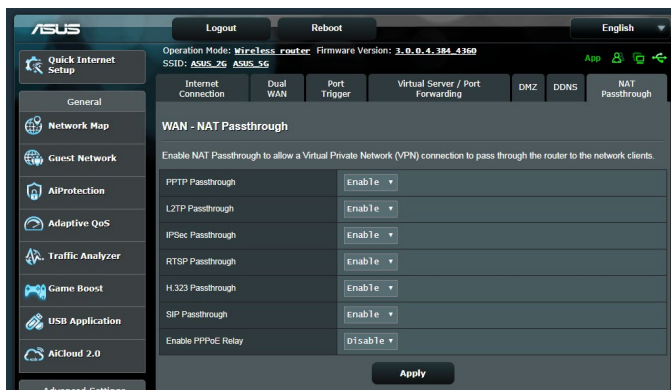 ASUS
Logout
Reboot
English
Operation Mode: Wireless router Firmware Version: 3.0.0.4.384_4360
SSID: ASUS_2G ASUS_5G
App
Quick Internet
Setup
General
Network Map
Guest Network
AiProtection
Adaptive QoS
Traffic Analyzer
Game Boost
USB Application
AiCloud 2.0
Advanced Settings
Internet
Connection
Dual
WAN
Port
Trigger
Virtual Server / Port
Forwarding
DMZ
DDNS
NAT
Passthrough
WAN - NAT Passthrough
Enable NAT Passthrough to allow a Virtual Private Network (VPN) connection to pass through the router to the network clients.
PPTP Passthrough Enable
L2TP Passthrough Enable
IPSec Passthrough Enable
RTSP Passthrough Enable
H.323 Passthrough Enable
SIP Passthrough Enable
Enable PPPoE Relay Disable
Apply